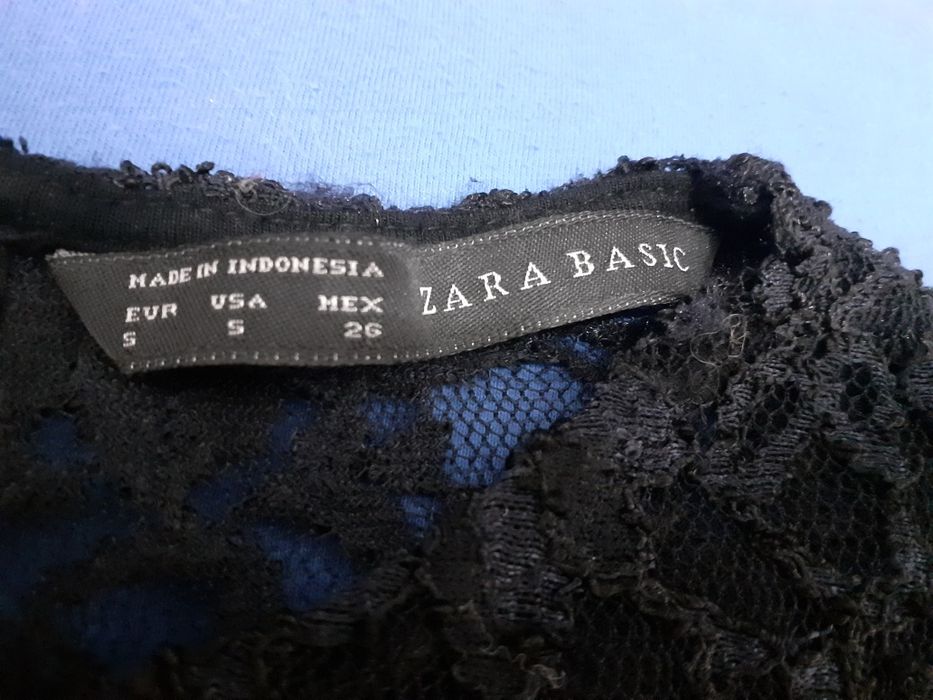 MADE IN INDONESIA
EUR USA MEX
S S 26
ZARA BASIC